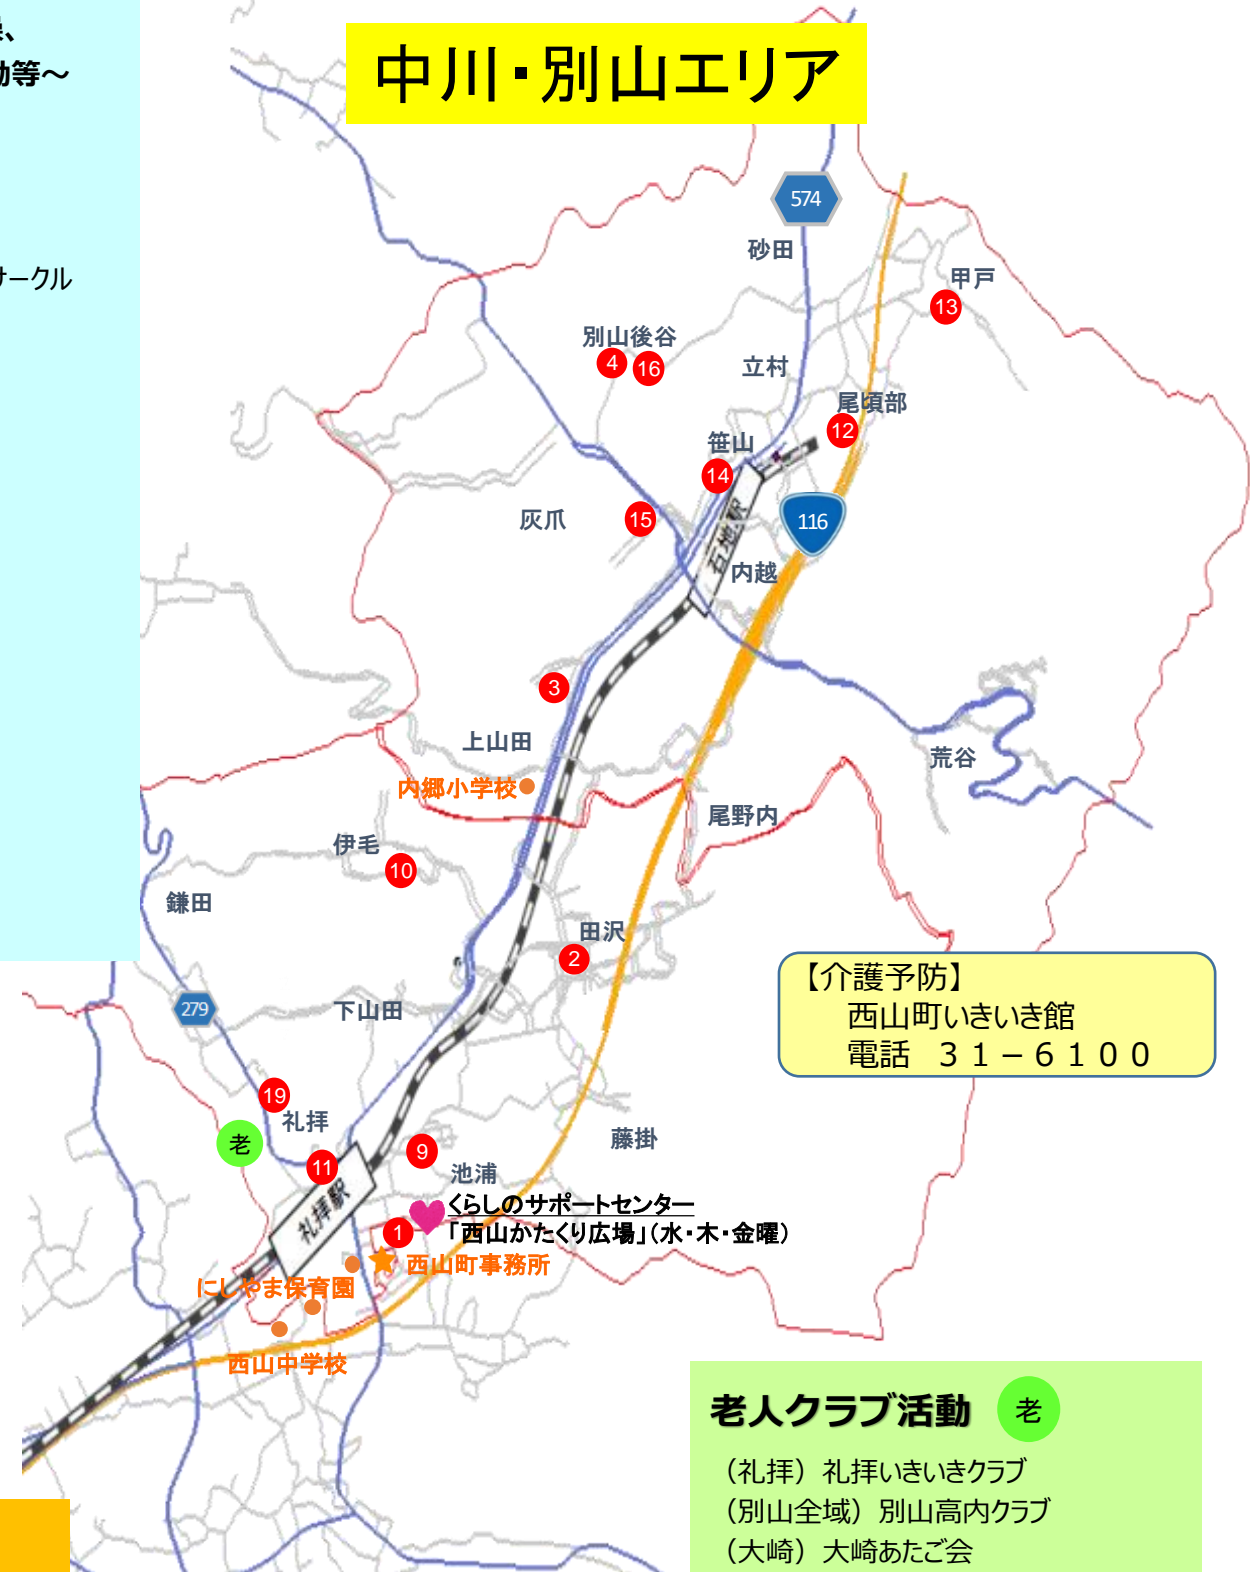 動等～
サークル
中川・別山エリア
574
砂田
甲戸
13
別山後谷
4
16
立村
尾頃部
12
笹山
14
灰爪
15
116
石地駅
内越
3
上山田
荒谷
内郷小学校
尾野内
伊毛
10
鎌田
田沢
2
【介護予防】
西山町いきいき館
電話 ３１－６１００
279
下山田
19
礼拝
老
藤掛
9
11
池浦
礼拝駅
くらしのサポートセンター
「西山かたくり広場」（水・木・金曜）
1
西山町事務所
にしやま保育園
西山中学校
老人クラブ活動 老
（礼拝）礼拝いきいきクラブ
（別山全域）別山高内クラブ
（大崎）大崎あたご会